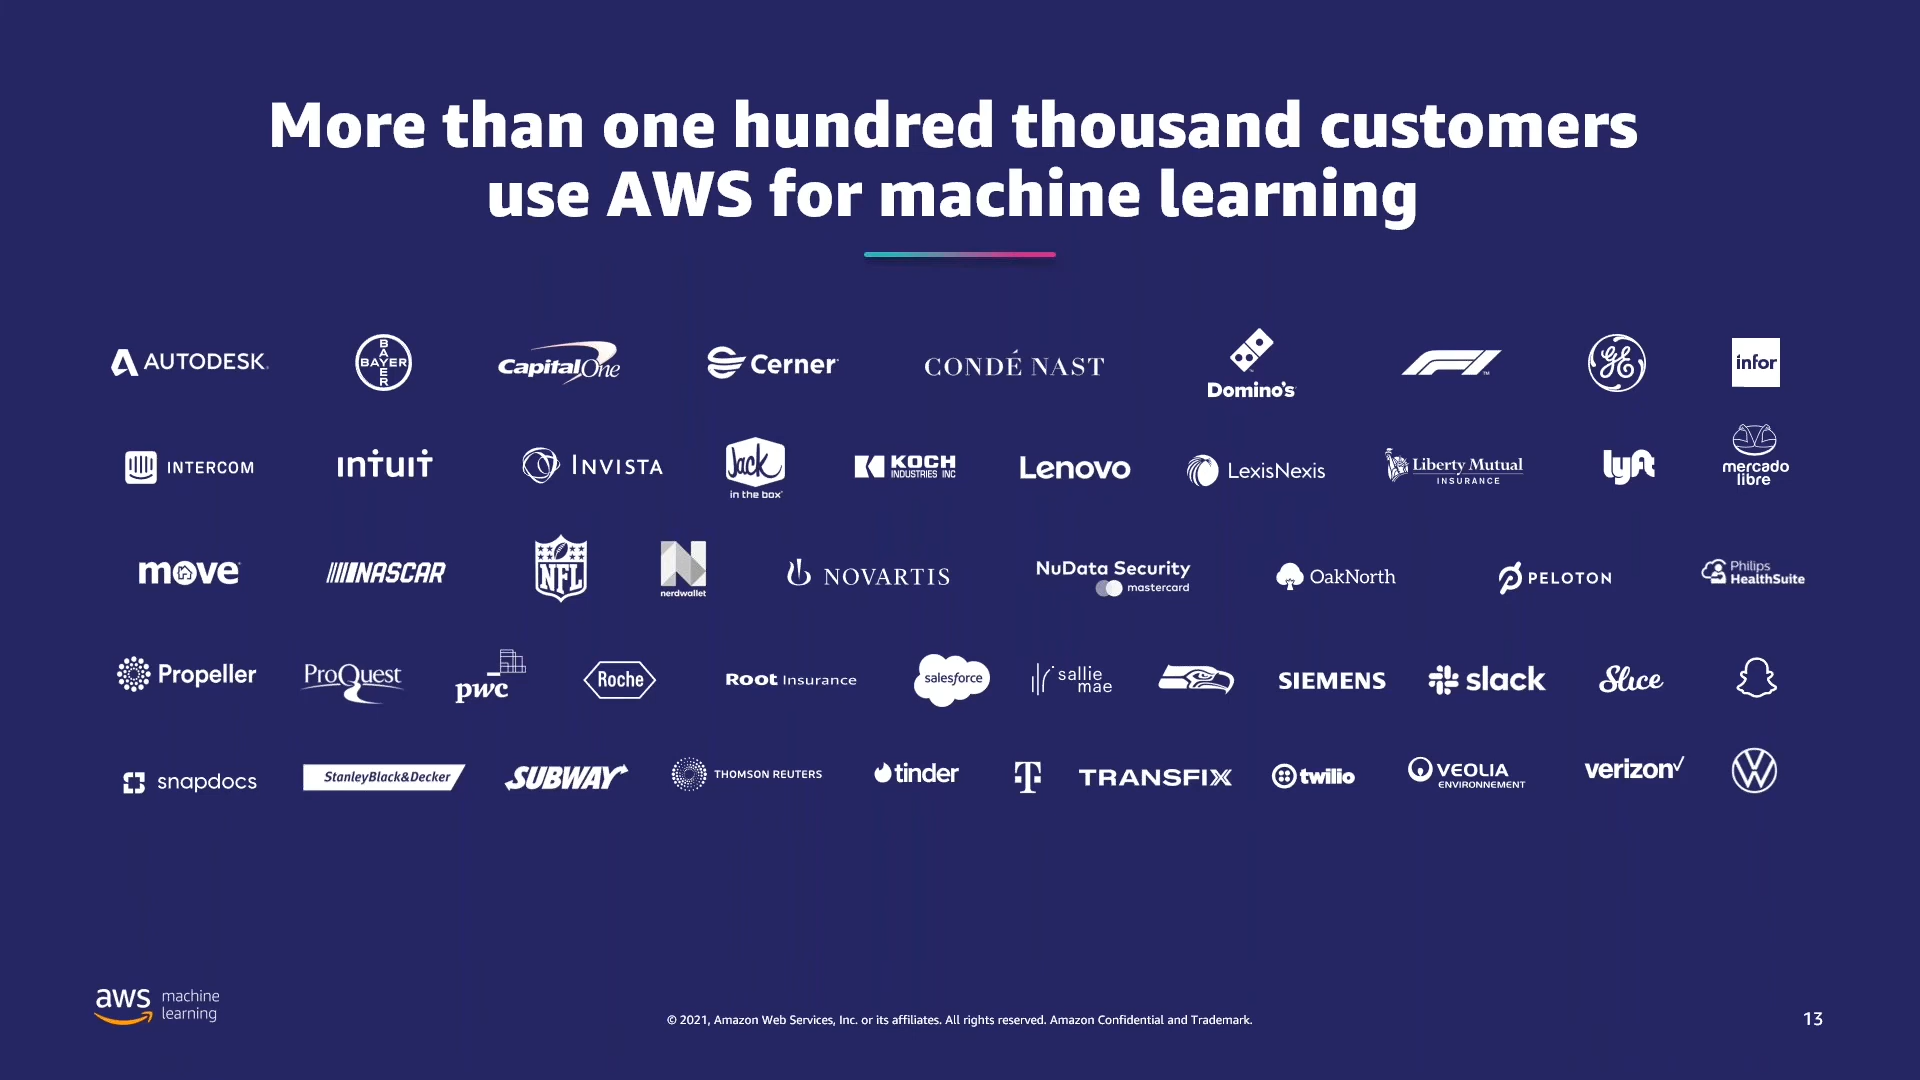 More than one hundred thousand customers
use AWS for machine learning
AUTODESK
BAYER
BAYER
Capital One
Cerner
CONDÉ NAST
Domino's
GE
infor
INTERCOM
intuit
INVISTA
Jack
in the box
KOCH
INDUSTRIES INC
Lenovo
LexisNexis
Liberty Mutual
INSURANCE
lyft
mercado
libre
move
NASCAR
NFL
N
nerdwallet
NOVARTIS
NuData Security
mastercard
OakNorth
PELOTON
Philips
HealthSuite
Propeller
ProQuest
pwc
Roche
Root Insurance
salesforce
sallie
mae
SIEMENS
slack
Slice
snapdocs
StanleyBlack&Decker
SUBWAY
THOMSON REUTERS
tinder
T
TRANSFIX
twilio
VEOLIA
ENVIRONNEMENT
verizon✓
VW
aws machine
learning
© 2021, Amazon Web Services, Inc. or its affiliates. All rights reserved. Amazon Confidential and Trademark.
13